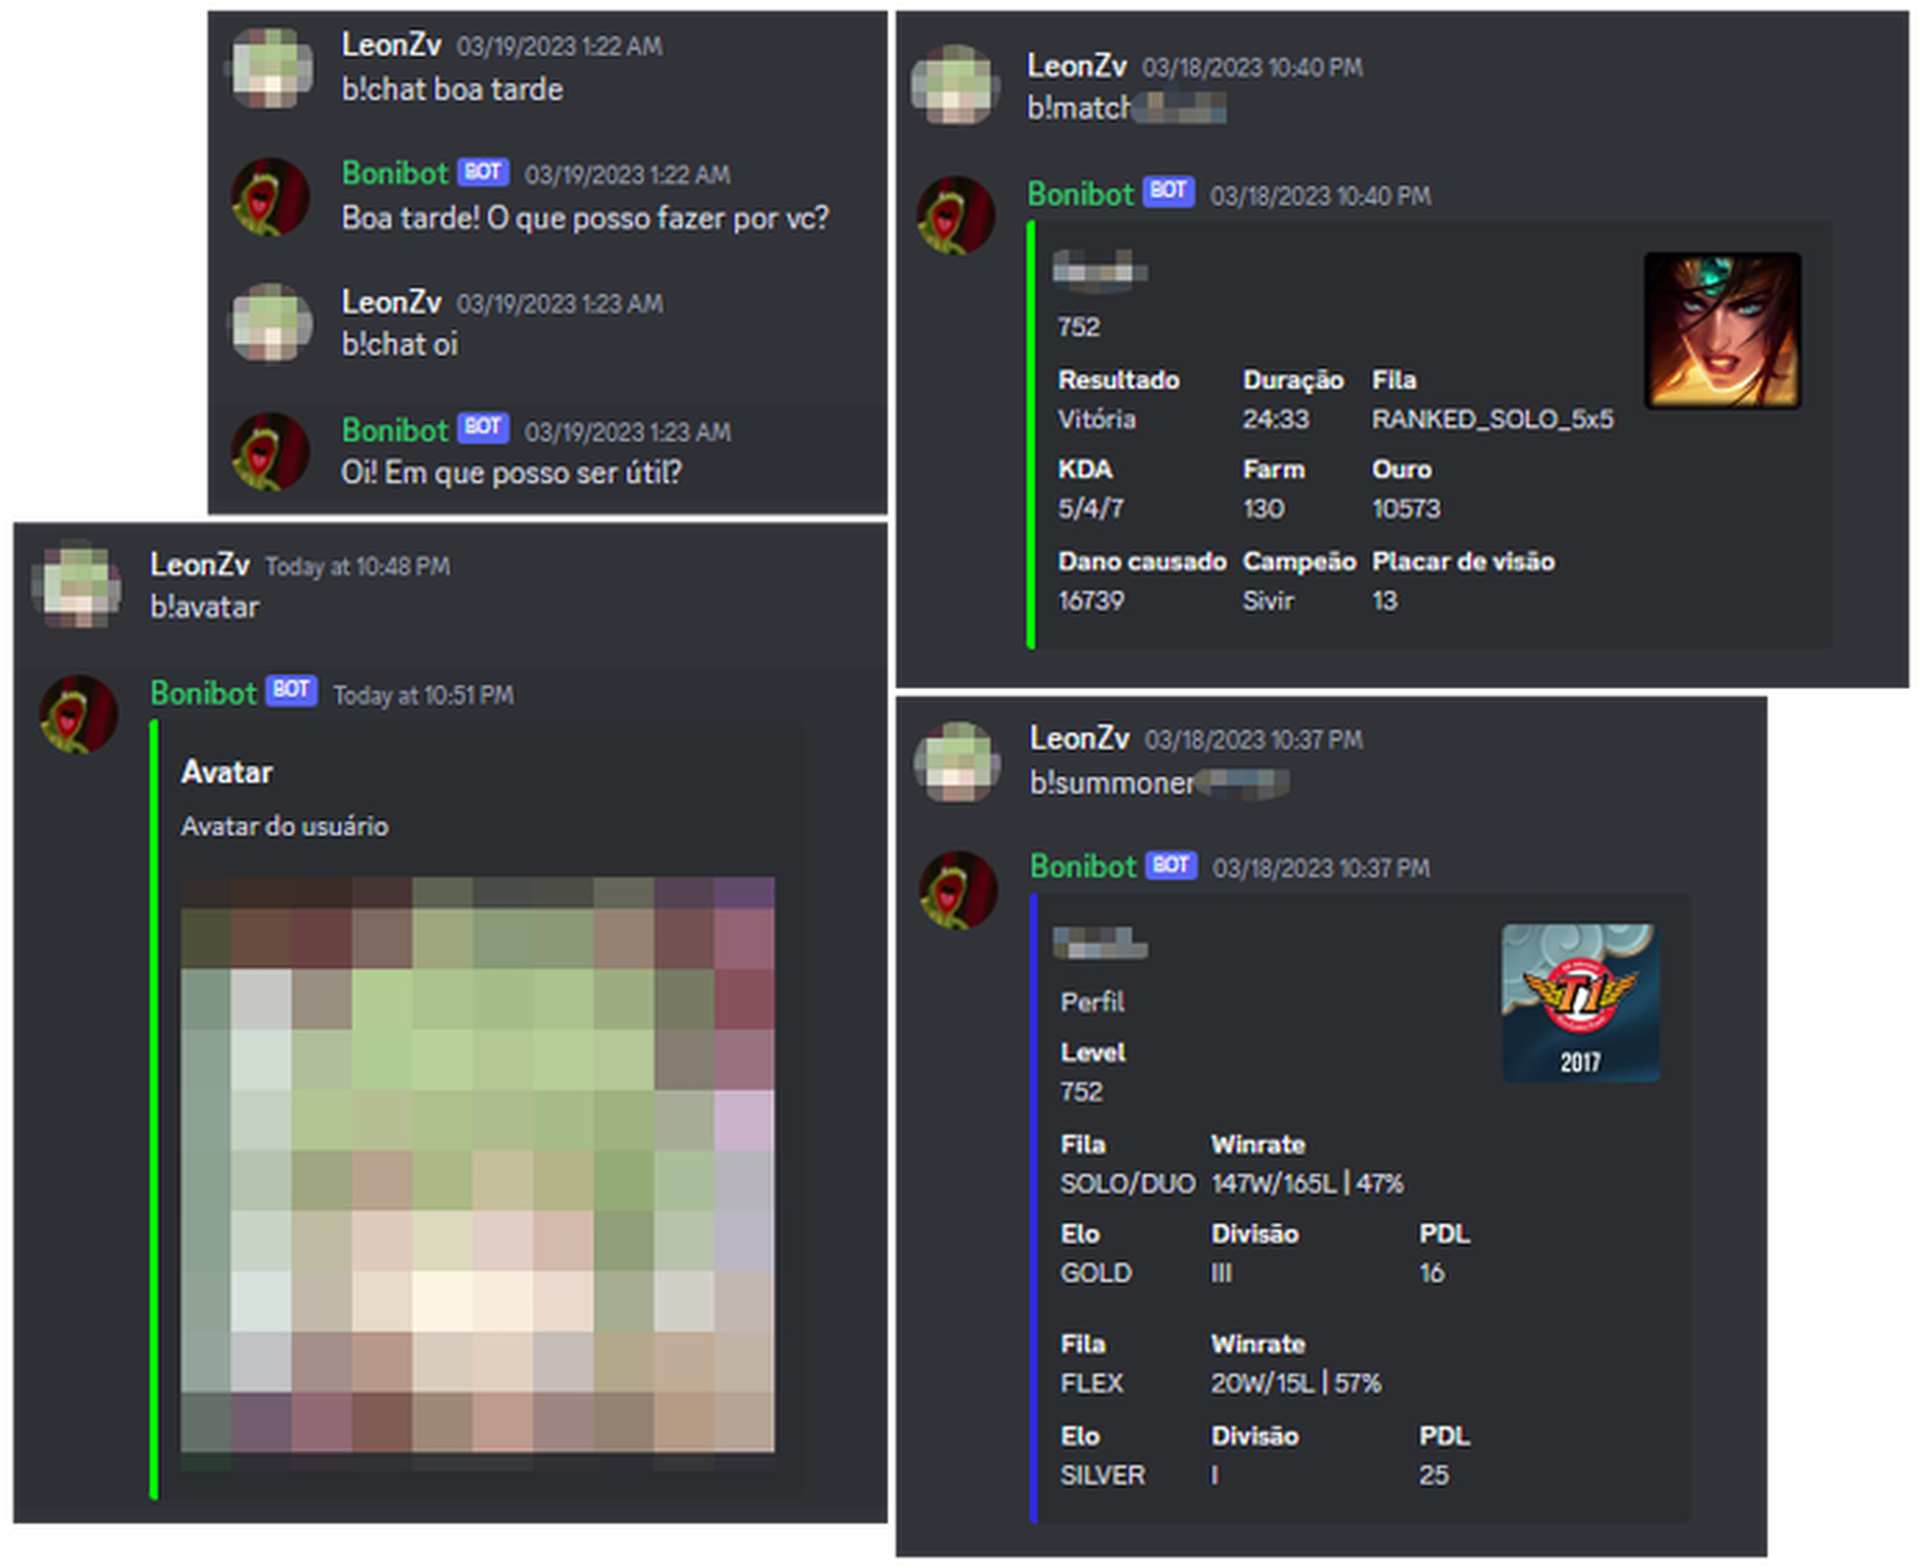 LeonZv 03/19/2023 1:22 AM
b!chat boa tarde
Bonibot BOT 03/19/2023 1:22 AM
Boa tarde! O que posso fazer por vc?
LeonZv 03/19/2023 1:23 AM
b!chat oi
Bonibot BOT 03/19/2023 1:23 AM
Oi! Em que posso ser útil?
LeonZv 03/18/2023 10:40 PM
b!match
Bonibot BOT 03/18/2023 10:40 PM
752
Resultado Duração Fila
Vitória 24:33 RANKED_SOLO_5x5
KDA Farm Ouro
5/4/7 130 10573
Dano causado Campeão Placar de visão
16739 Sivir 13
LeonZv Today at 10:48 PM
b!avatar
Bonibot BOT Today at 10:51 PM
Avatar
Avatar do usuário
LeonZv 03/18/2023 10:37 PM
b!summoner
Bonibot BOT 03/18/2023 10:37 PM
Perfil
T1
2017
Level
752
Fila Winrate
SOLO/DUO 147W/165L | 47%
Elo Divisão PDL
GOLD III 16
Fila Winrate
FLEX 20W/15L | 57%
Elo Divisão PDL
SILVER I 25